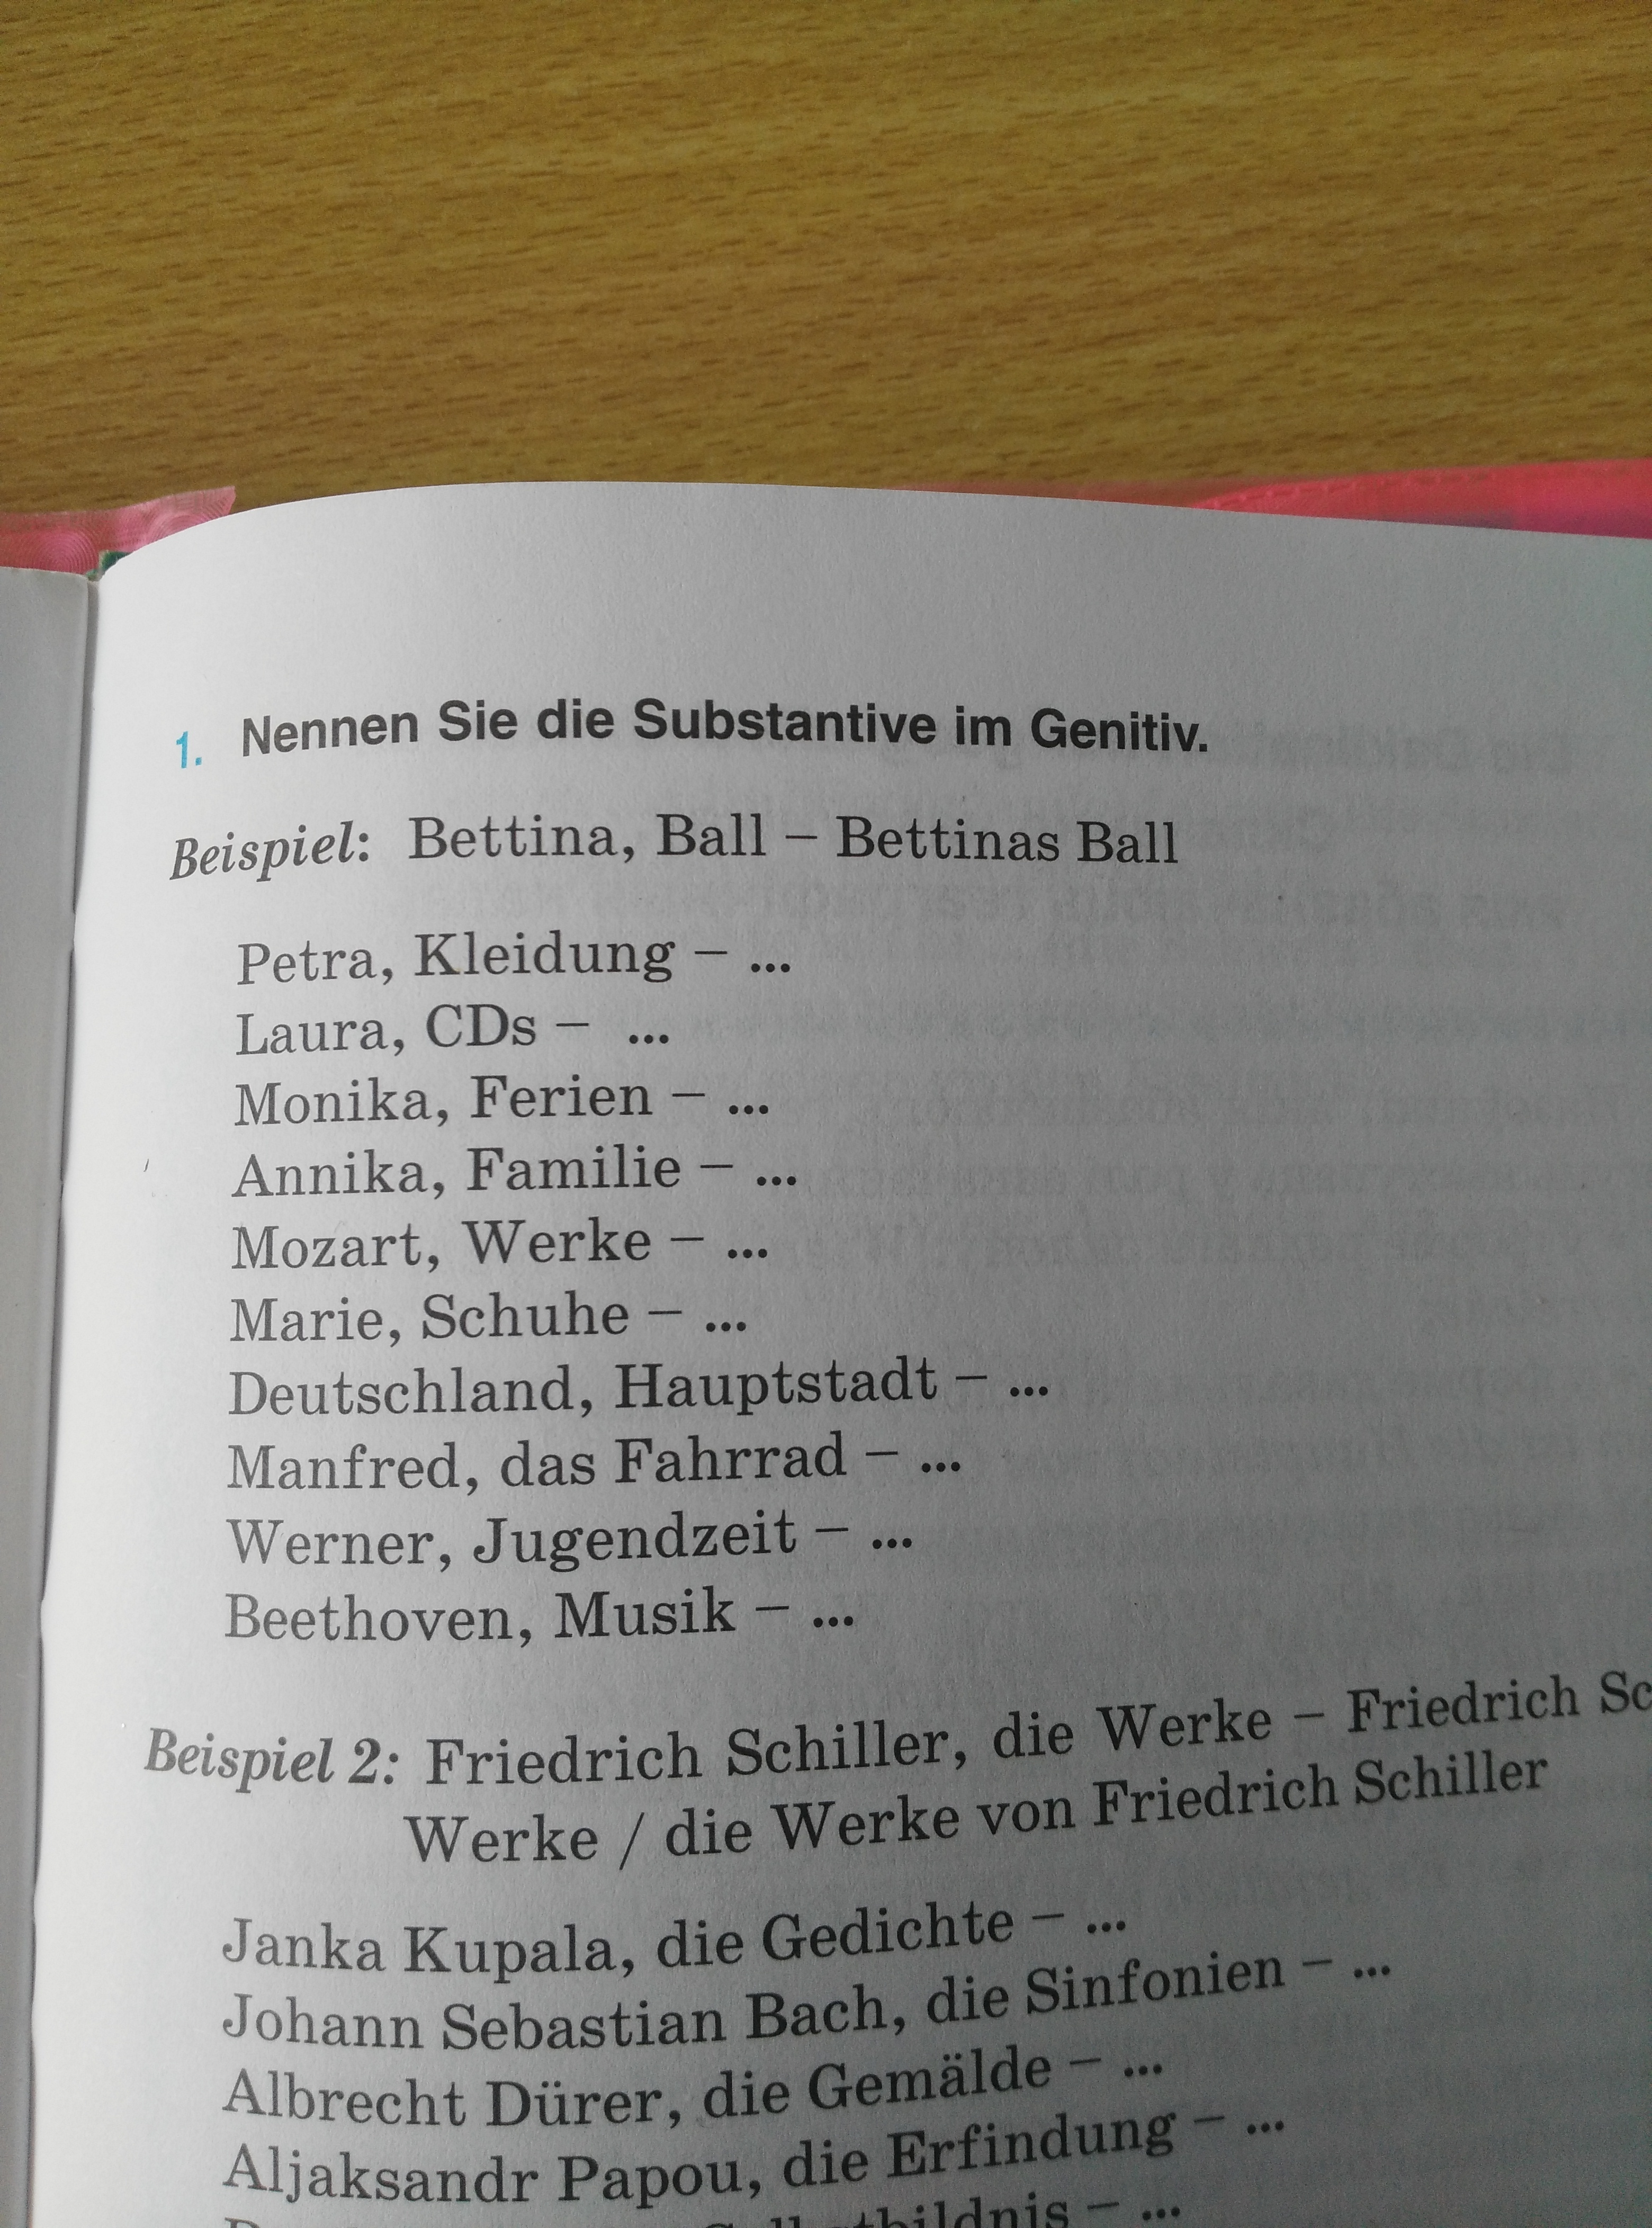 1. Nennen Sie die Substantive im Genitiv.
Beispiel: Bettina, Ball – Bettinas Ball
Petra, Kleidung – ...
Laura, CDs – ...
Monika, Ferien – ...
Annika, Familie – ...
Mozart, Werke – ...
Marie, Schuhe – ...
Deutschland, Hauptstadt – ...
Manfred, das Fahrrad – ...
Werner, Jugendzeit – ...
Beethoven, Musik – ...
Beispiel 2: Friedrich Schiller, die Werke – Friedrich Sc
Werke / die Werke von Friedrich Schiller
Janka Kupala, die Gedichte – ...
Johann Sebastian Bach, die Sinfonien – ...
Albrecht Dürer, die Gemälde – ...
Aljaksandr Papou, die Erfindung – ...
– ...